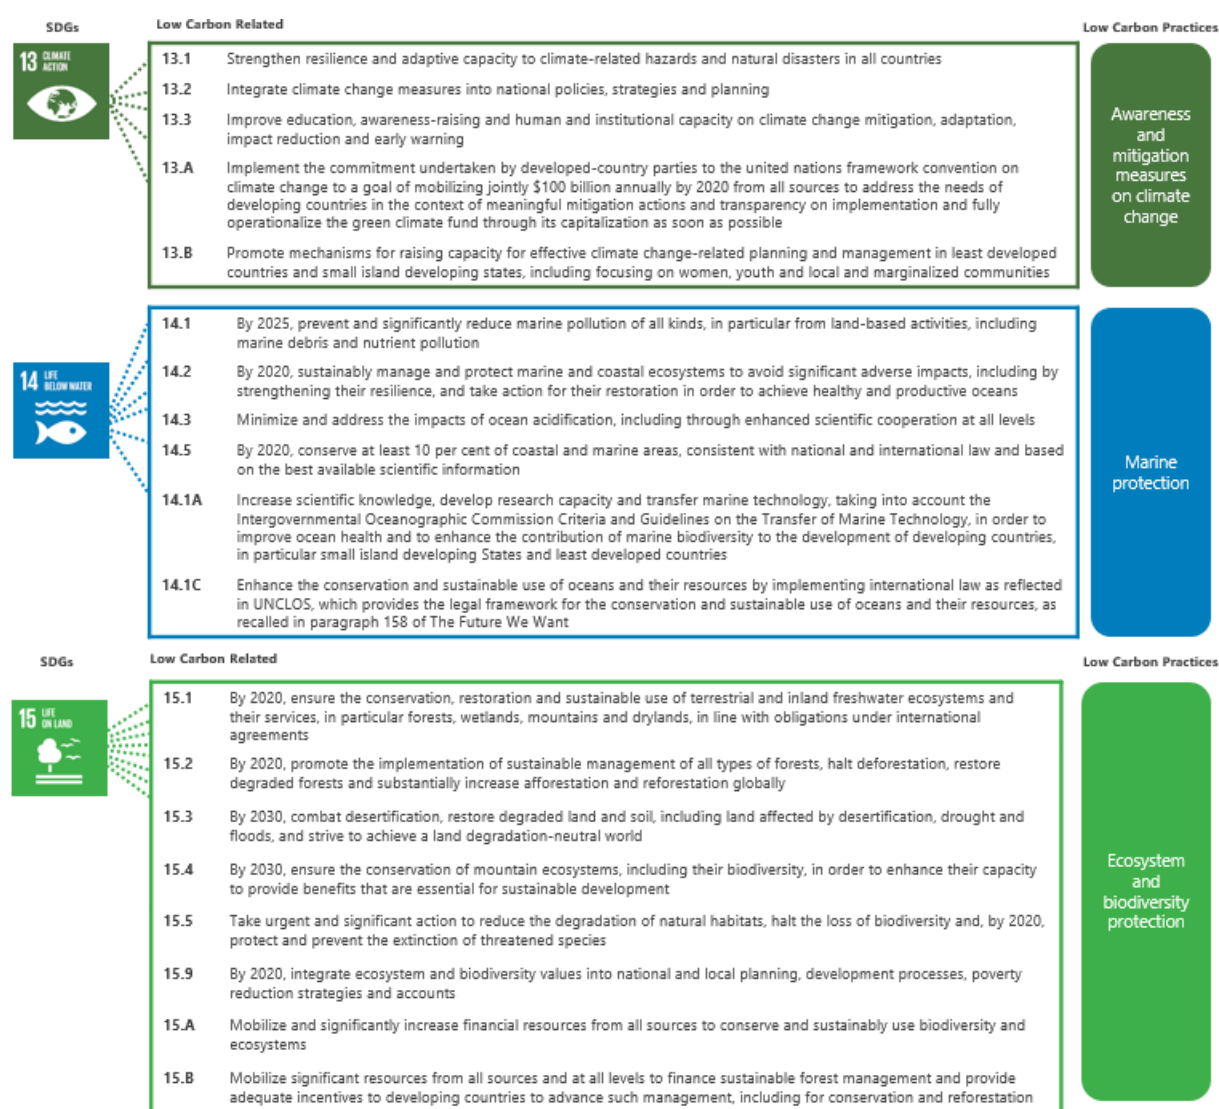 SDGs
Low Carbon Related
Low Carbon Practices
13 CLIMATE
ACTION
13.1 Strengthen resilience and adaptive capacity to climate-related hazards and natural disasters in all countries
13.2 Integrate climate change measures into national policies, strategies and planning
13.3 Improve education, awareness-raising and human and institutional capacity on climate change mitigation, adaptation,
impact reduction and early warning
13.A Implement the commitment undertaken by developed-country parties to the united nations framework convention on
climate change to a goal of mobilizing jointly $100 billion annually by 2020 from all sources to address the needs of
developing countries in the context of meaningful mitigation actions and transparency on implementation and fully
operationalize the green climate fund through its capitalization as soon as possible
13.B Promote mechanisms for raising capacity for effective climate change-related planning and management in least developed
countries and small island developing states, including focusing on women, youth and local and marginalized communities
Awareness
and
mitigation
measures
on climate
change
14 LIFE
BELOW WATER
14.1 By 2025, prevent and significantly reduce marine pollution of all kinds, in particular from land-based activities, including
marine debris and nutrient pollution
14.2 By 2020, sustainably manage and protect marine and coastal ecosystems to avoid significant adverse impacts, including by
strengthening their resilience, and take action for their restoration in order to achieve healthy and productive oceans
14.3 Minimize and address the impacts of ocean acidification, including through enhanced scientific cooperation at all levels
14.5 By 2020, conserve at least 10 per cent of coastal and marine areas, consistent with national and international law and based
on the best available scientific information
14.1A Increase scientific knowledge, develop research capacity and transfer marine technology, taking into account the
Intergovernmental Oceanographic Commission Criteria and Guidelines on the Transfer of Marine Technology, in order to
improve ocean health and to enhance the contribution of marine biodiversity to the development of developing countries,
in particular small island developing States and least developed countries
14.1C Enhance the conservation and sustainable use of oceans and their resources by implementing international law as reflected
in UNCLOS, which provides the legal framework for the conservation and sustainable use of oceans and their resources, as
recalled in paragraph 158 of The Future We Want
Marine
protection
SDGs
Low Carbon Related
Low Carbon Practices
15 LIFE
ON LAND
15.1 By 2020, ensure the conservation, restoration and sustainable use of terrestrial and inland freshwater ecosystems and
their services, in particular forests, wetlands, mountains and drylands, in line with obligations under international
agreements
15.2 By 2020, promote the implementation of sustainable management of all types of forests, halt deforestation, restore
degraded forests and substantially increase afforestation and reforestation globally
15.3 By 2030, combat desertification, restore degraded land and soil, including land affected by desertification, drought and
floods, and strive to achieve a land degradation-neutral world
15.4 By 2030, ensure the conservation of mountain ecosystems, including their biodiversity, in order to enhance their capacity
to provide benefits that are essential for sustainable development
15.5 Take urgent and significant action to reduce the degradation of natural habitats, halt the loss of biodiversity and, by 2020,
protect and prevent the extinction of threatened species
15.9 By 2020, integrate ecosystem and biodiversity values into national and local planning, development processes, poverty
reduction strategies and accounts
15.A Mobilize and significantly increase financial resources from all sources to conserve and sustainably use biodiversity and
ecosystems
15.B Mobilize significant resources from all sources and at all levels to finance sustainable forest management and provide
adequate incentives to developing countries to advance such management, including for conservation and reforestation
Ecosystem
and
biodiversity
protection